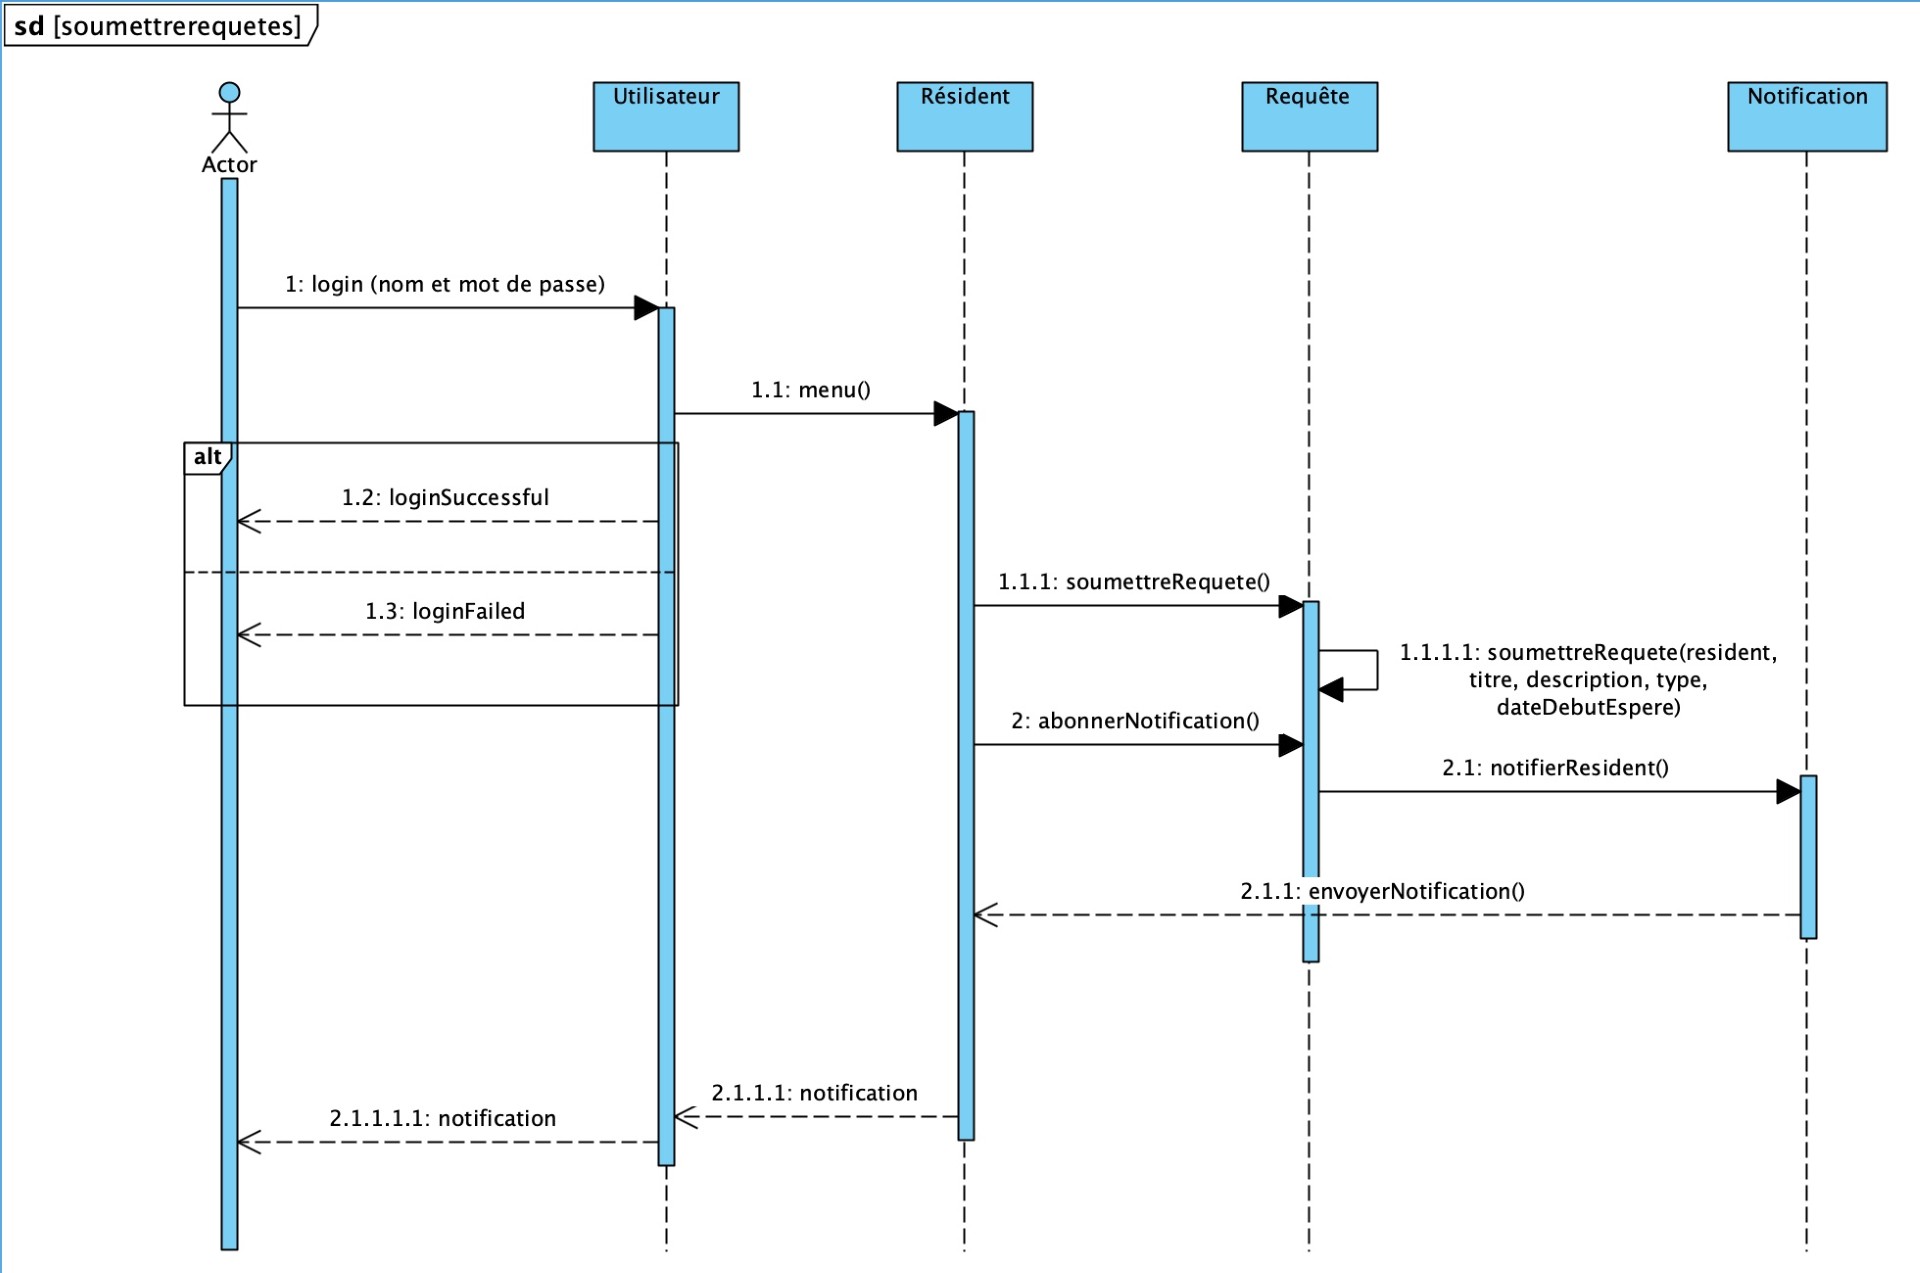 sd [soumettrerequetes]
Actor
Utilisateur
Résident
Requête
Notification
1: login (nom et mot de passe)
1.1: menu()
alt
1.2: loginSuccessful
1.1.1: soumettreRequete()
1.3: loginFailed
1.1.1.1: soumettreRequete(resident,
titre, description, type,
dateDebutEspere)
2: abonnerNotification()
2.1: notifierResident()
2.1.1: envoyerNotification()
2.1.1.1: notification
2.1.1.1.1: notification